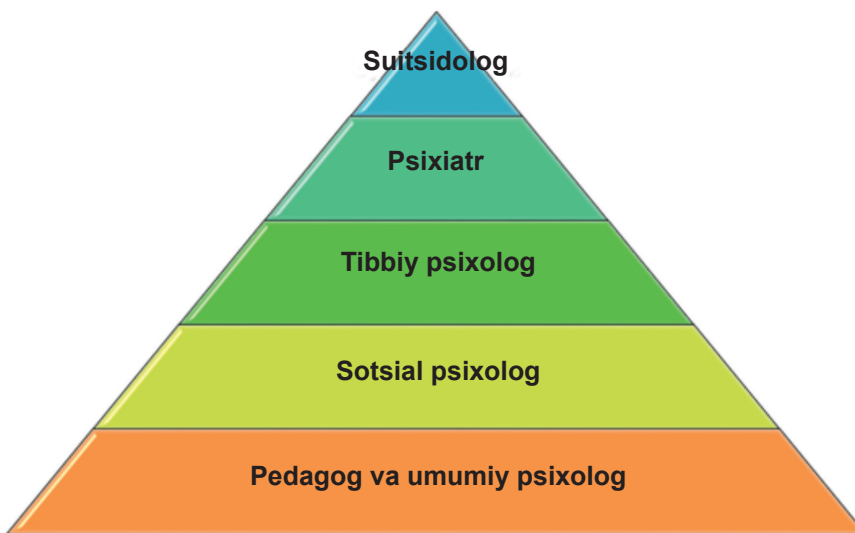 Suitsidolog
Psixiatr
Tibbiy psixolog
Sotsial psixolog
Pedagog va umumiy psixolog